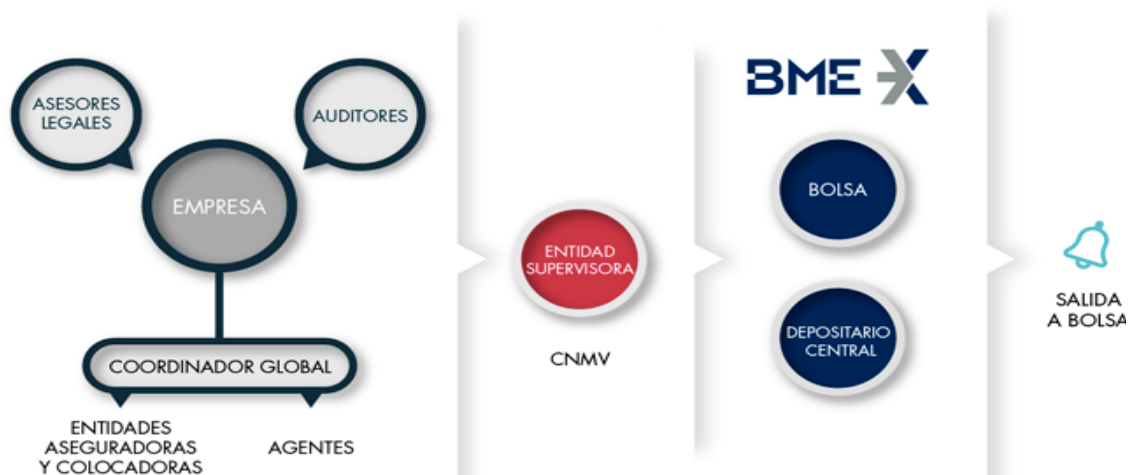 ASESORES
LEGALES
AUDITORES
EMPRESA
COORDINADOR GLOBAL
ENTIDADES
ASEGURADORAS
Y COLOCADORAS
AGENTES
ENTIDAD
SUPERVISORA
CNMV
BME X
BOLSA
DEPOSITARIO
CENTRAL
SALIDA
A BOLSA